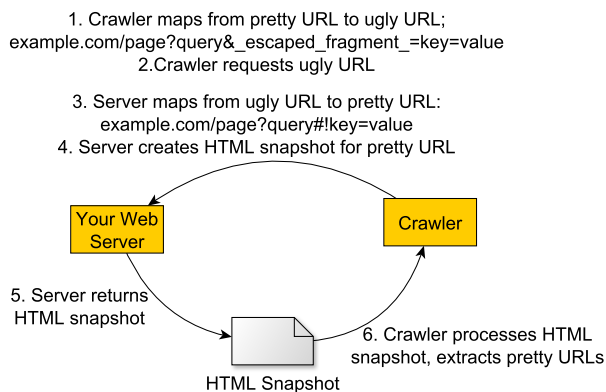 1. Crawler maps from pretty URL to ugly URL;
example.com/page?query&_escaped_fragment_=key=value
2.Crawler requests ugly URL
3. Server maps from ugly URL to pretty URL:
example.com/page?query#!key=value
4. Server creates HTML snapshot for pretty URL
Your Web
Server
Crawler
5. Server returns
HTML snapshot
6. Crawler processes HTML
snapshot, extracts pretty URLs
HTML Snapshot